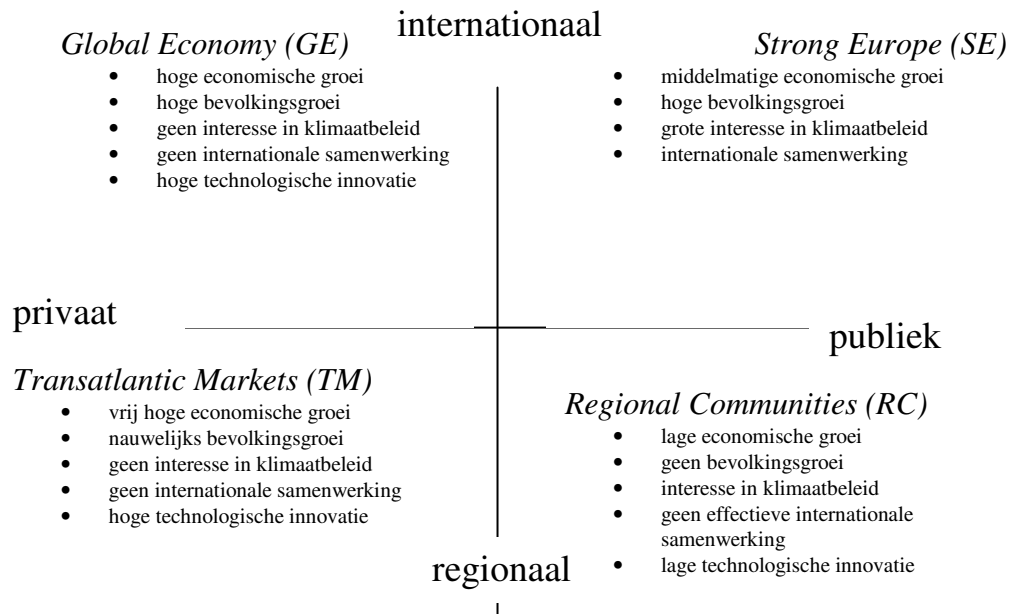 internationaal
Global Economy (GE)
• hoge economische groei
• hoge bevolkingsgroei
• geen interesse in klimaatbeleid
• geen internationale samenwerking
• hoge technologische innovatie
Strong Europe (SE)
• middelmatige economische groei
• hoge bevolkingsgroei
• grote interesse in klimaatbeleid
• internationale samenwerking
privaat
publiek
Transatlantic Markets (TM)
• vrij hoge economische groei
• nauwelijks bevolkingsgroei
• geen interesse in klimaatbeleid
• geen internationale samenwerking
• hoge technologische innovatie
Regional Communities (RC)
• lage economische groei
• geen bevolkingsgroei
• interesse in klimaatbeleid
• geen effectieve internationale
samenwerking
• lage technologische innovatie
regionaal